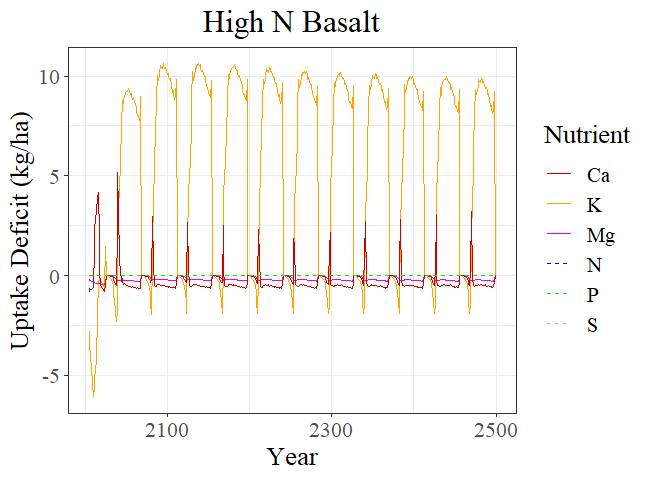 High N Basalt
Uptake Deficit (kg/ha)
10
5
0
-5
2100
2300
2500
Year
Nutrient
Ca
K
Mg
N
P
S